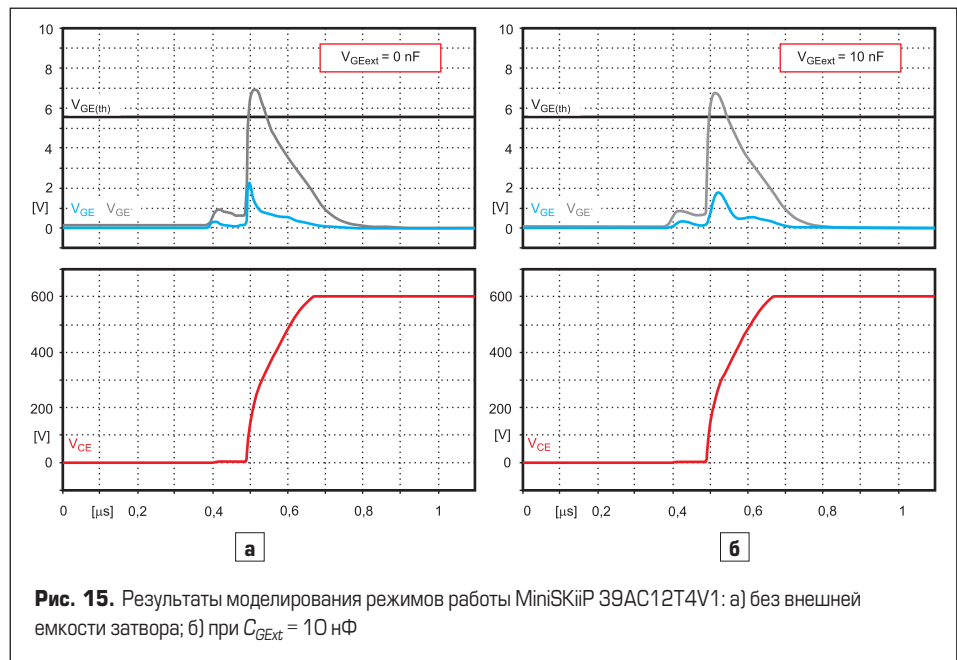 10
8
6
4
2
[V]
0
V_GEext = 0 nF
V_GE(th)
V_GE V_GE'
600
400
200
[V]
0
V_CE
0 [μs] 0,2 0,4 0,6 0,8 1
а
10
8
6
4
2
[V]
0
V_GEext = 10 nF
V_GE(th)
V_GE V_GE'
600
400
200
[V]
0
V_CE
0 [μs] 0,2 0,4 0,6 0,8 1
б
Рис. 15. Результаты моделирования режимов работы MiniSKiiP 39AC12T4V1: а) без внешней
емкости затвора; б) при C_GExt = 10 нФ